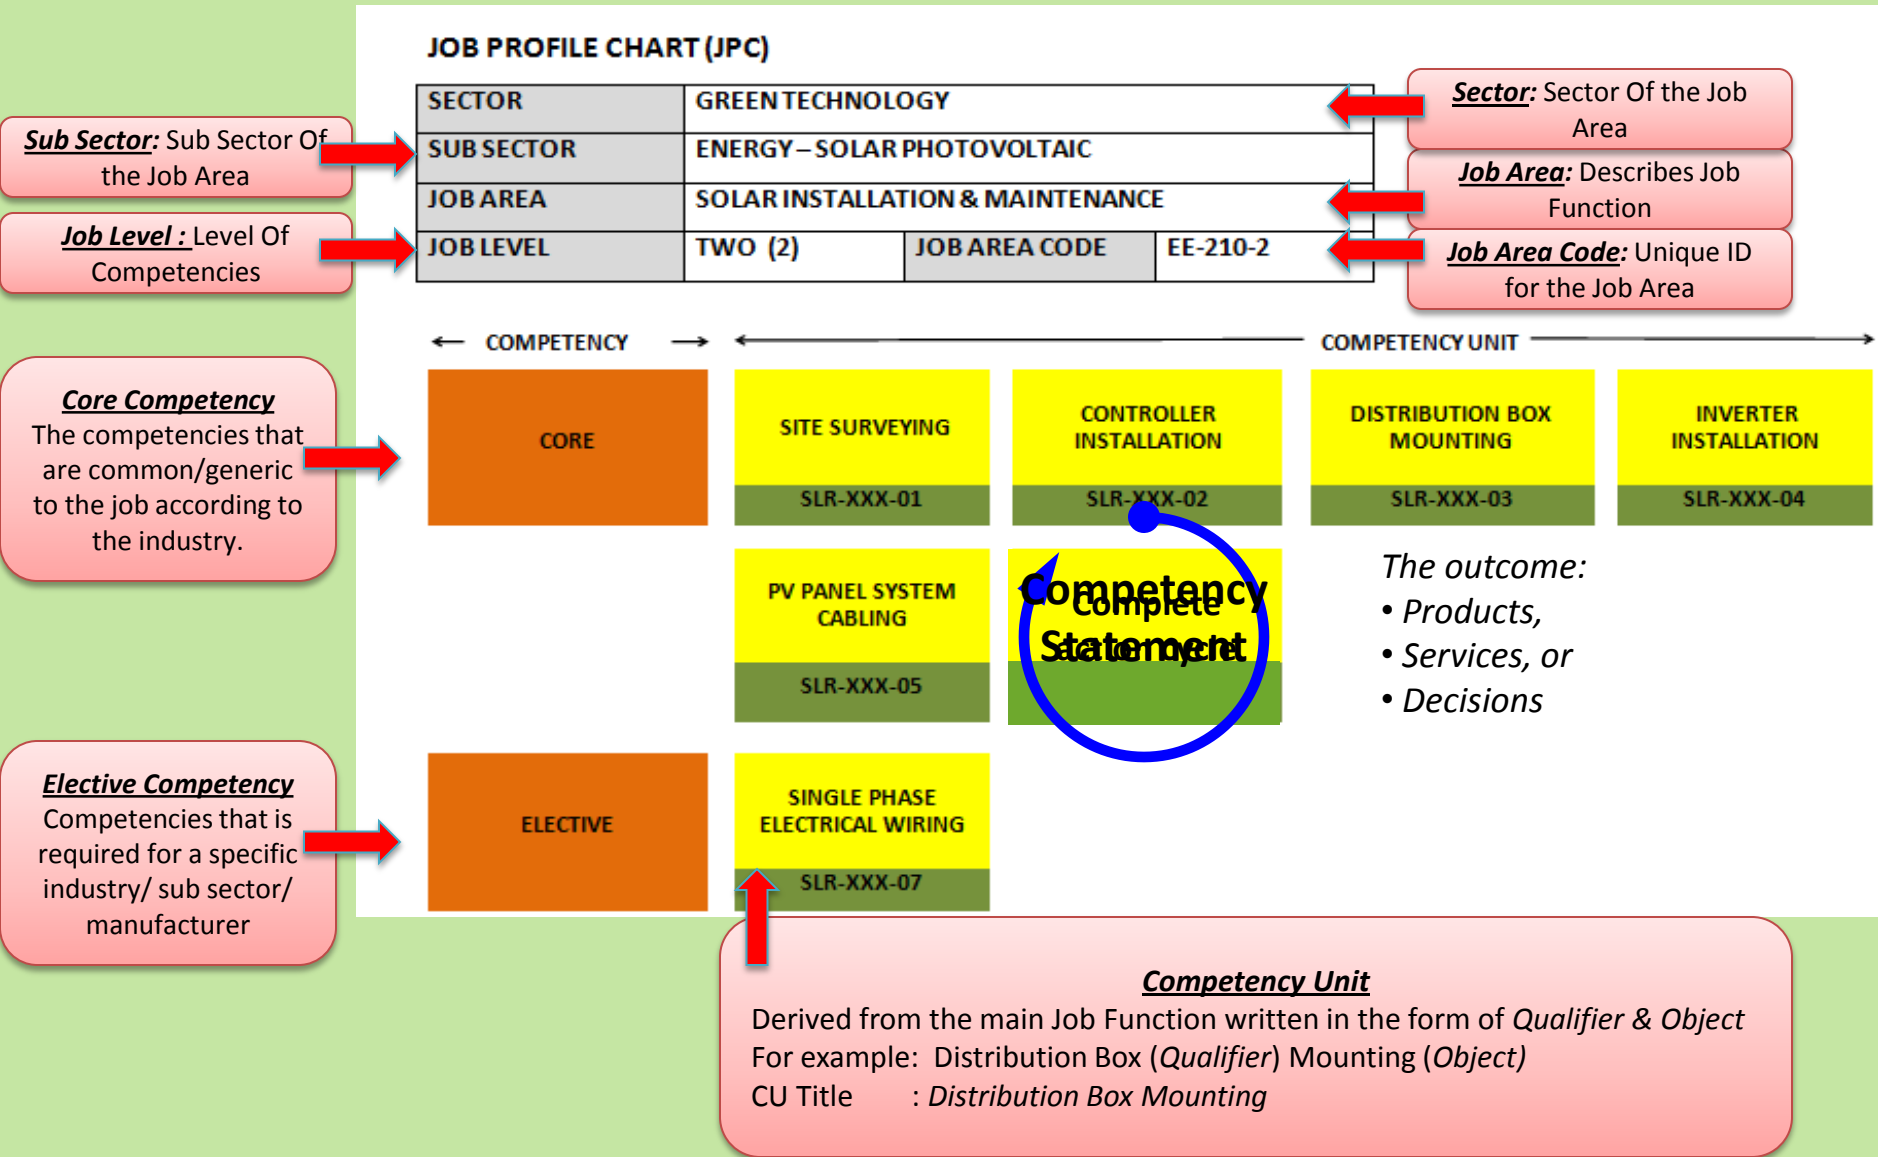 JOB PROFILE CHART (JPC)
SECTOR
GREEN TECHNOLOGY
SUB SECTOR
ENERGY – SOLAR PHOTOVOLTAIC
JOB AREA
SOLAR INSTALLATION & MAINTENANCE
JOB LEVEL
TWO (2)
JOB AREA CODE
EE-210-2
Sub Sector: Sub Sector Of
the Job Area
Job Level : Level Of
Competencies
Sector: Sector Of the Job
Area
Job Area: Describes Job
Function
Job Area Code: Unique ID
for the Job Area
COMPETENCY
COMPETENCY UNIT
Core Competency
The competencies that
are common/generic
to the job according to
the industry.
CORE
SITE SURVEYING
SLR-XXX-01
CONTROLLER
INSTALLATION
SLR-XXX-02
DISTRIBUTION BOX
MOUNTING
SLR-XXX-03
INVERTER
INSTALLATION
SLR-XXX-04
PV PANEL SYSTEM
CABLING
SLR-XXX-05
Competency
Statement
Complete
action cycle
The outcome:
• Products,
• Services, or
• Decisions
Elective Competency
Competencies that is
required for a specific
industry/ sub sector/
manufacturer
ELECTIVE
SINGLE PHASE
ELECTRICAL WIRING
SLR-XXX-07
Competency Unit
Derived from the main Job Function written in the form of Qualifier & Object
For example: Distribution Box (Qualifier) Mounting (Object)
CU Title : Distribution Box Mounting